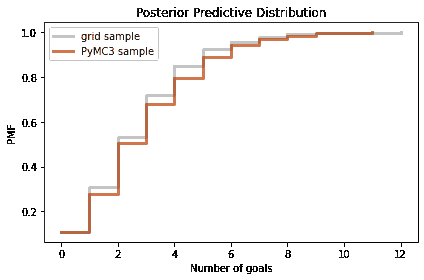 Posterior Predictive Distribution
grid sample
PyMC3 sample
1.0
0.8
0.6
0.4
0.2
PMF
0 2 4 6 8 10 12
Number of goals